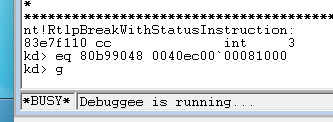 *
*******************************************************
nt!RtlpBreakWithStatusInstruction:
83e7f110 cc int 3
kd> eq 80b99048 0040ec00`00081000
kd> g
*BUSY* Debuggee is running...